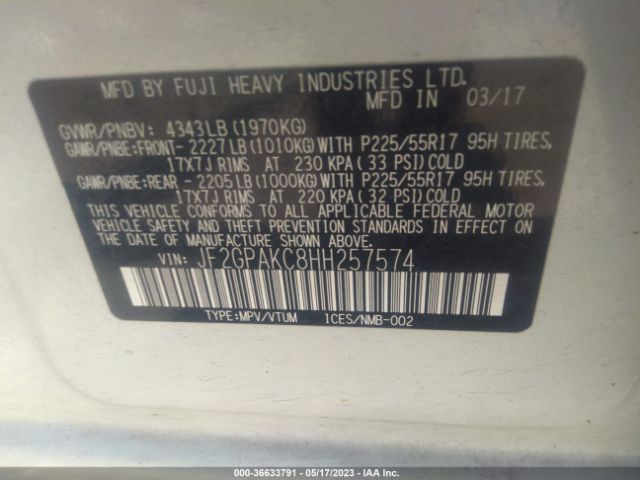 MFD BY FUJI HEAVY INDUSTRIES LTD.
MFD IN 03/17
GVWR/PNBV: 4343LB (1970KG)
GAWR/PNBE:FRONT- 2227LB (1010KG) WITH P225/55R17 95H TIRES,
17X7J RIMS AT 230 KPA (33 PSI) COLD
GAWR/PNBE:REAR - 2205LB (1000KG) WITH P225/55R17 95H TIRES,
17X7J RIMS AT 220 KPA (32 PSI) COLD
THIS VEHICLE CONFORMS TO ALL APPLICABLE FEDERAL MOTOR
VEHICLE SAFETY AND THEFT PREVENTION STANDARDS IN EFFECT ON
THE DATE OF MANUFACTURE SHOWN ABOVE.
VIN: JF2GPAKC8HH257574
TYPE:MPV/VTUM ICES/NMB-002
000-36633791 - 05/17/2023 - IAA Inc.